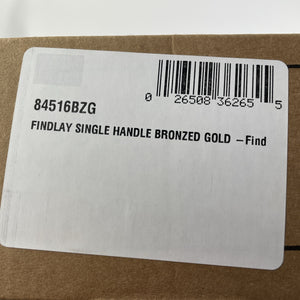 0 26508 36265 5
84516BZG
FINDLAY SINGLE HANDLE BRONZED GOLD –Find